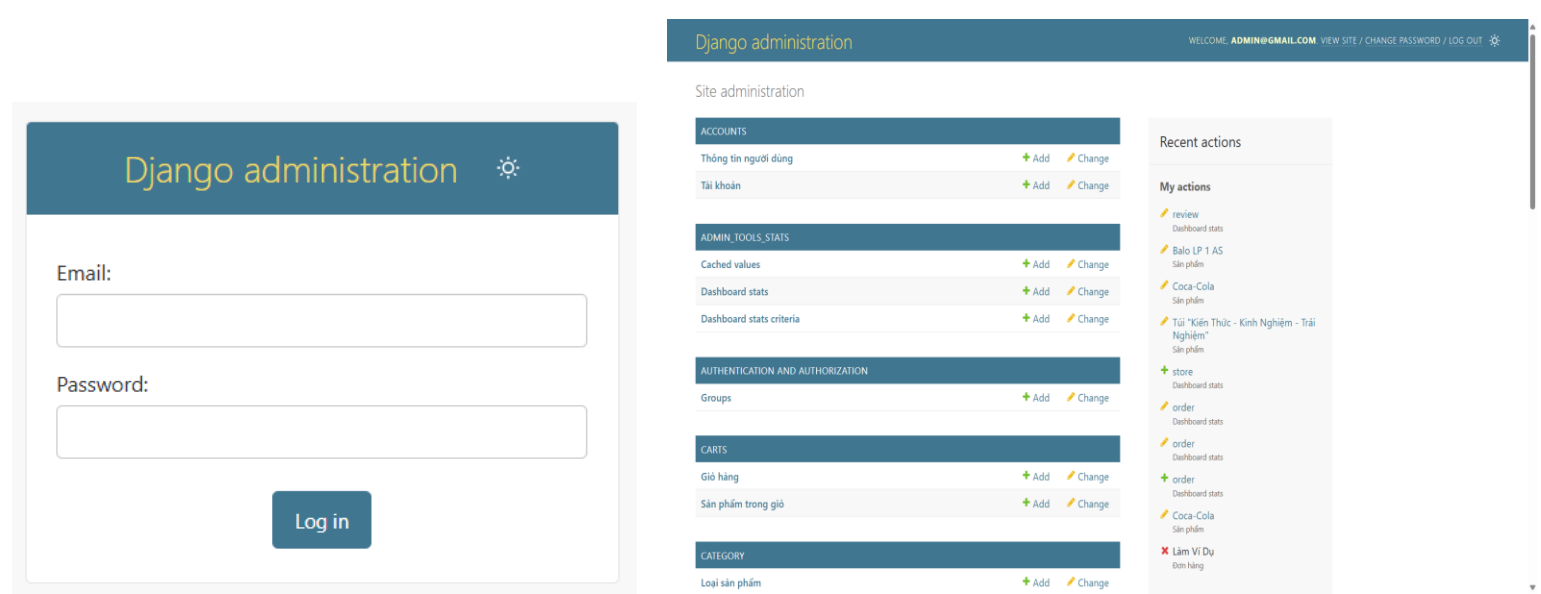 Django administration
Email:
Password:
Log in
Django administration
WELCOME, ADMIN@GMAIL.COM. VIEW SITE / CHANGE PASSWORD / LOG OUT
Site administration
ACCOUNTS
Thông tin người dùng + Add Change
Tài khoản + Add Change
ADMIN_TOOLS_STATS
Cached values + Add Change
Dashboard stats + Add Change
Dashboard stats criteria + Add Change
AUTHENTICATION AND AUTHORIZATION
Groups + Add Change
CARTS
Giỏ hàng + Add Change
Sản phẩm trong giỏ + Add Change
CATEGORY
Loại sản phẩm + Add Change
Recent actions
My actions
review
Dashboard stats
Balo LP 1 AS
Sản phẩm
Coca-Cola
Sản phẩm
Túi "Kiến Thức - Kinh Nghiệm - Trải
Nghiệm"
Sản phẩm
+ store
Dashboard stats
order
Dashboard stats
order
Dashboard stats
+ order
Dashboard stats
Coca-Cola
Sản phẩm
Làm Ví Dụ
Đơn hàng